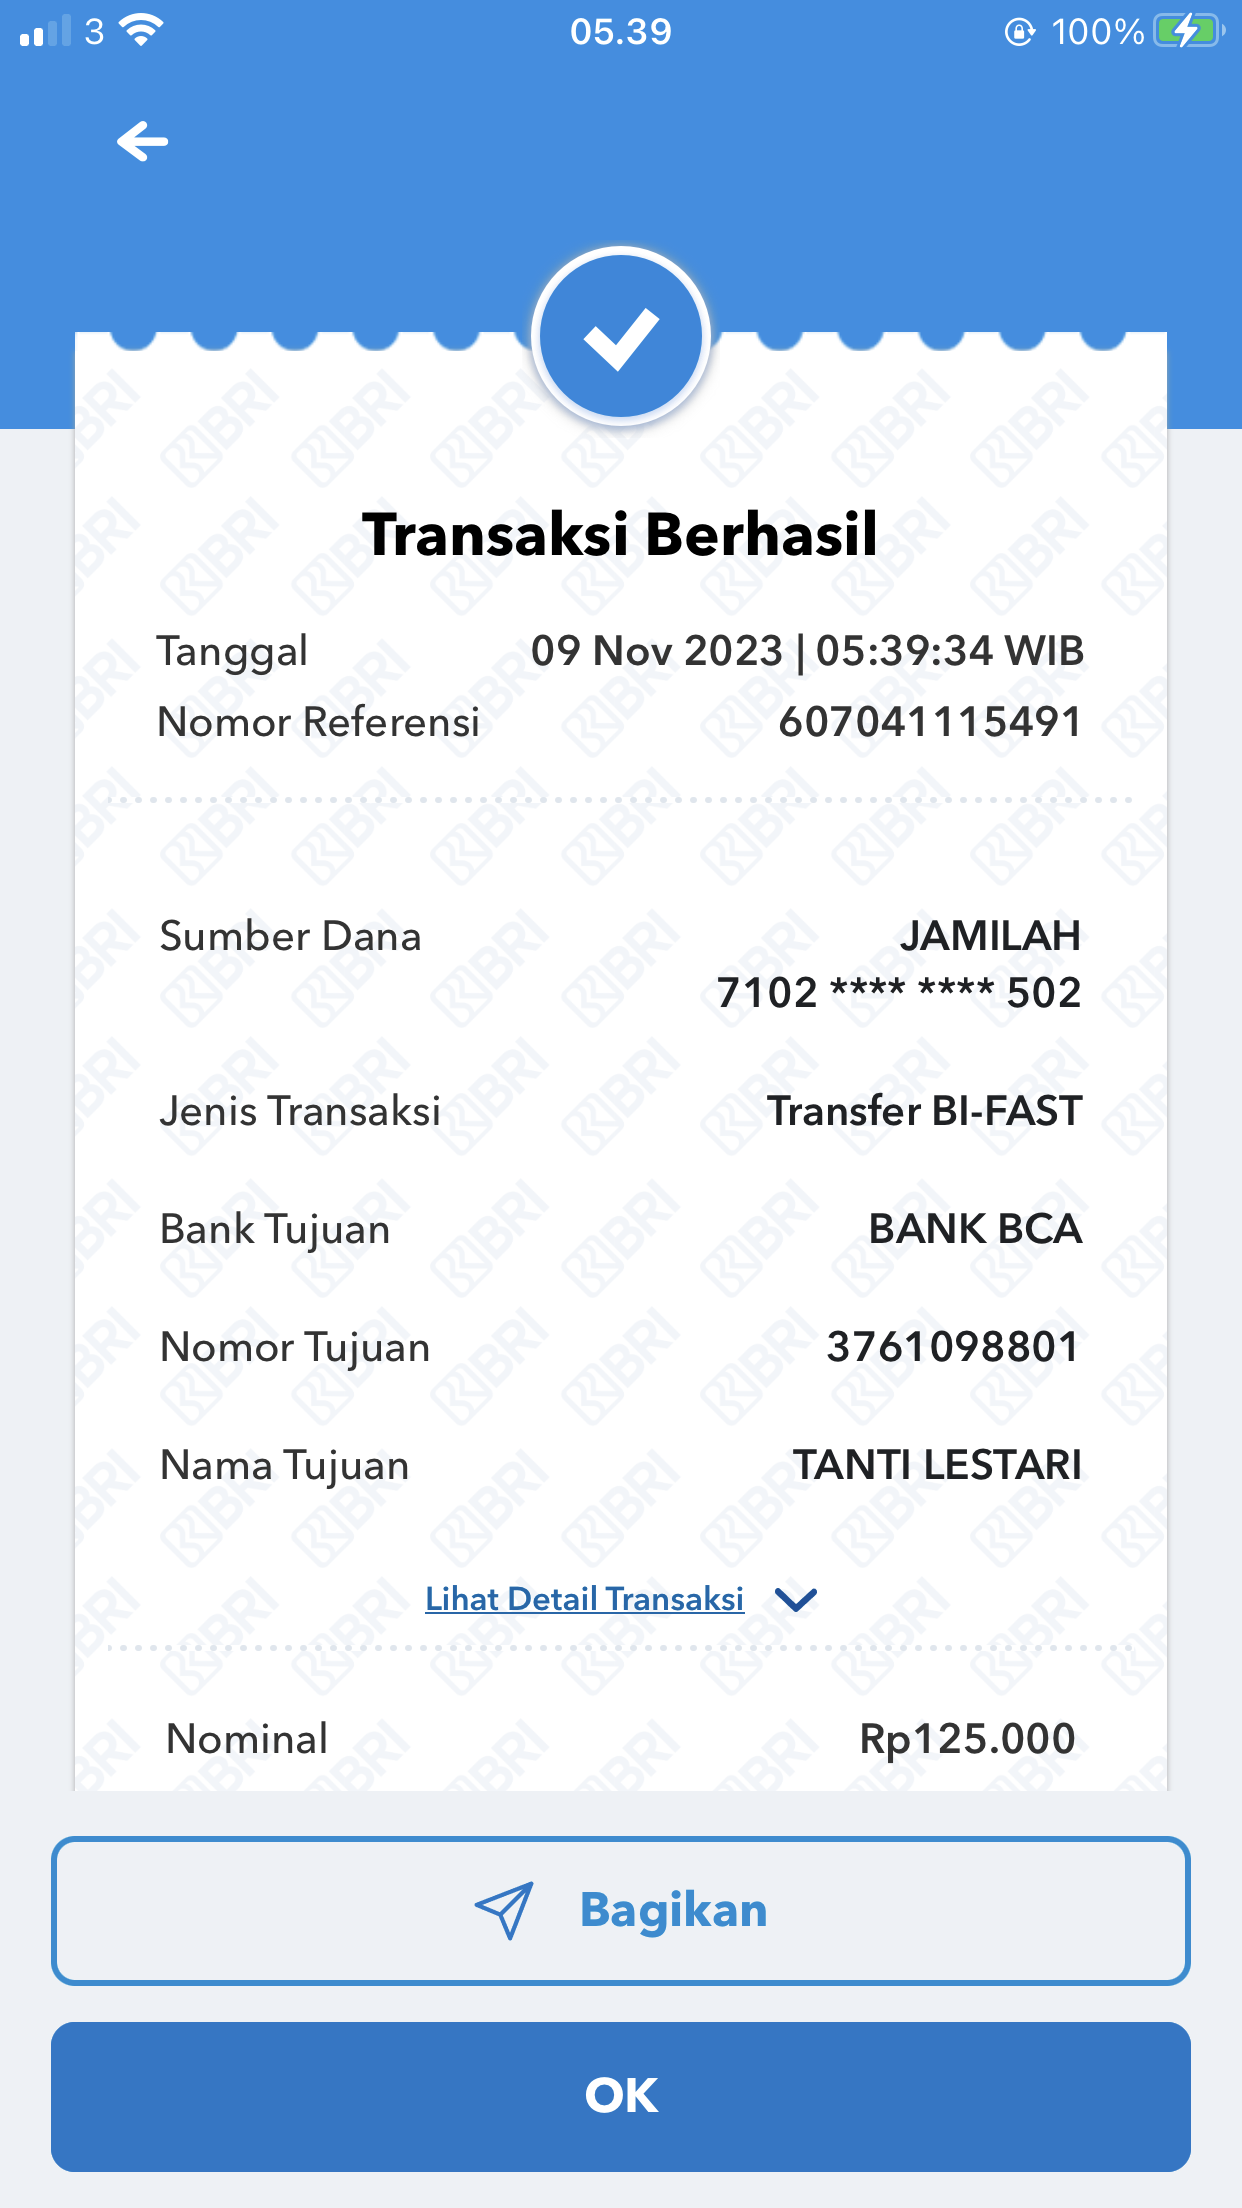 3
05.39
100%
Transaksi Berhasil
Tanggal 09 Nov 2023 | 05:39:34 WIB
Nomor Referensi 607041115491
Sumber Dana JAMILAH
7102 **** **** 502
Jenis Transaksi Transfer BI-FAST
Bank Tujuan BANK BCA
Nomor Tujuan 3761098801
Nama Tujuan TANTI LESTARI
Lihat Detail Transaksi
Nominal Rp125.000
Bagikan
OK